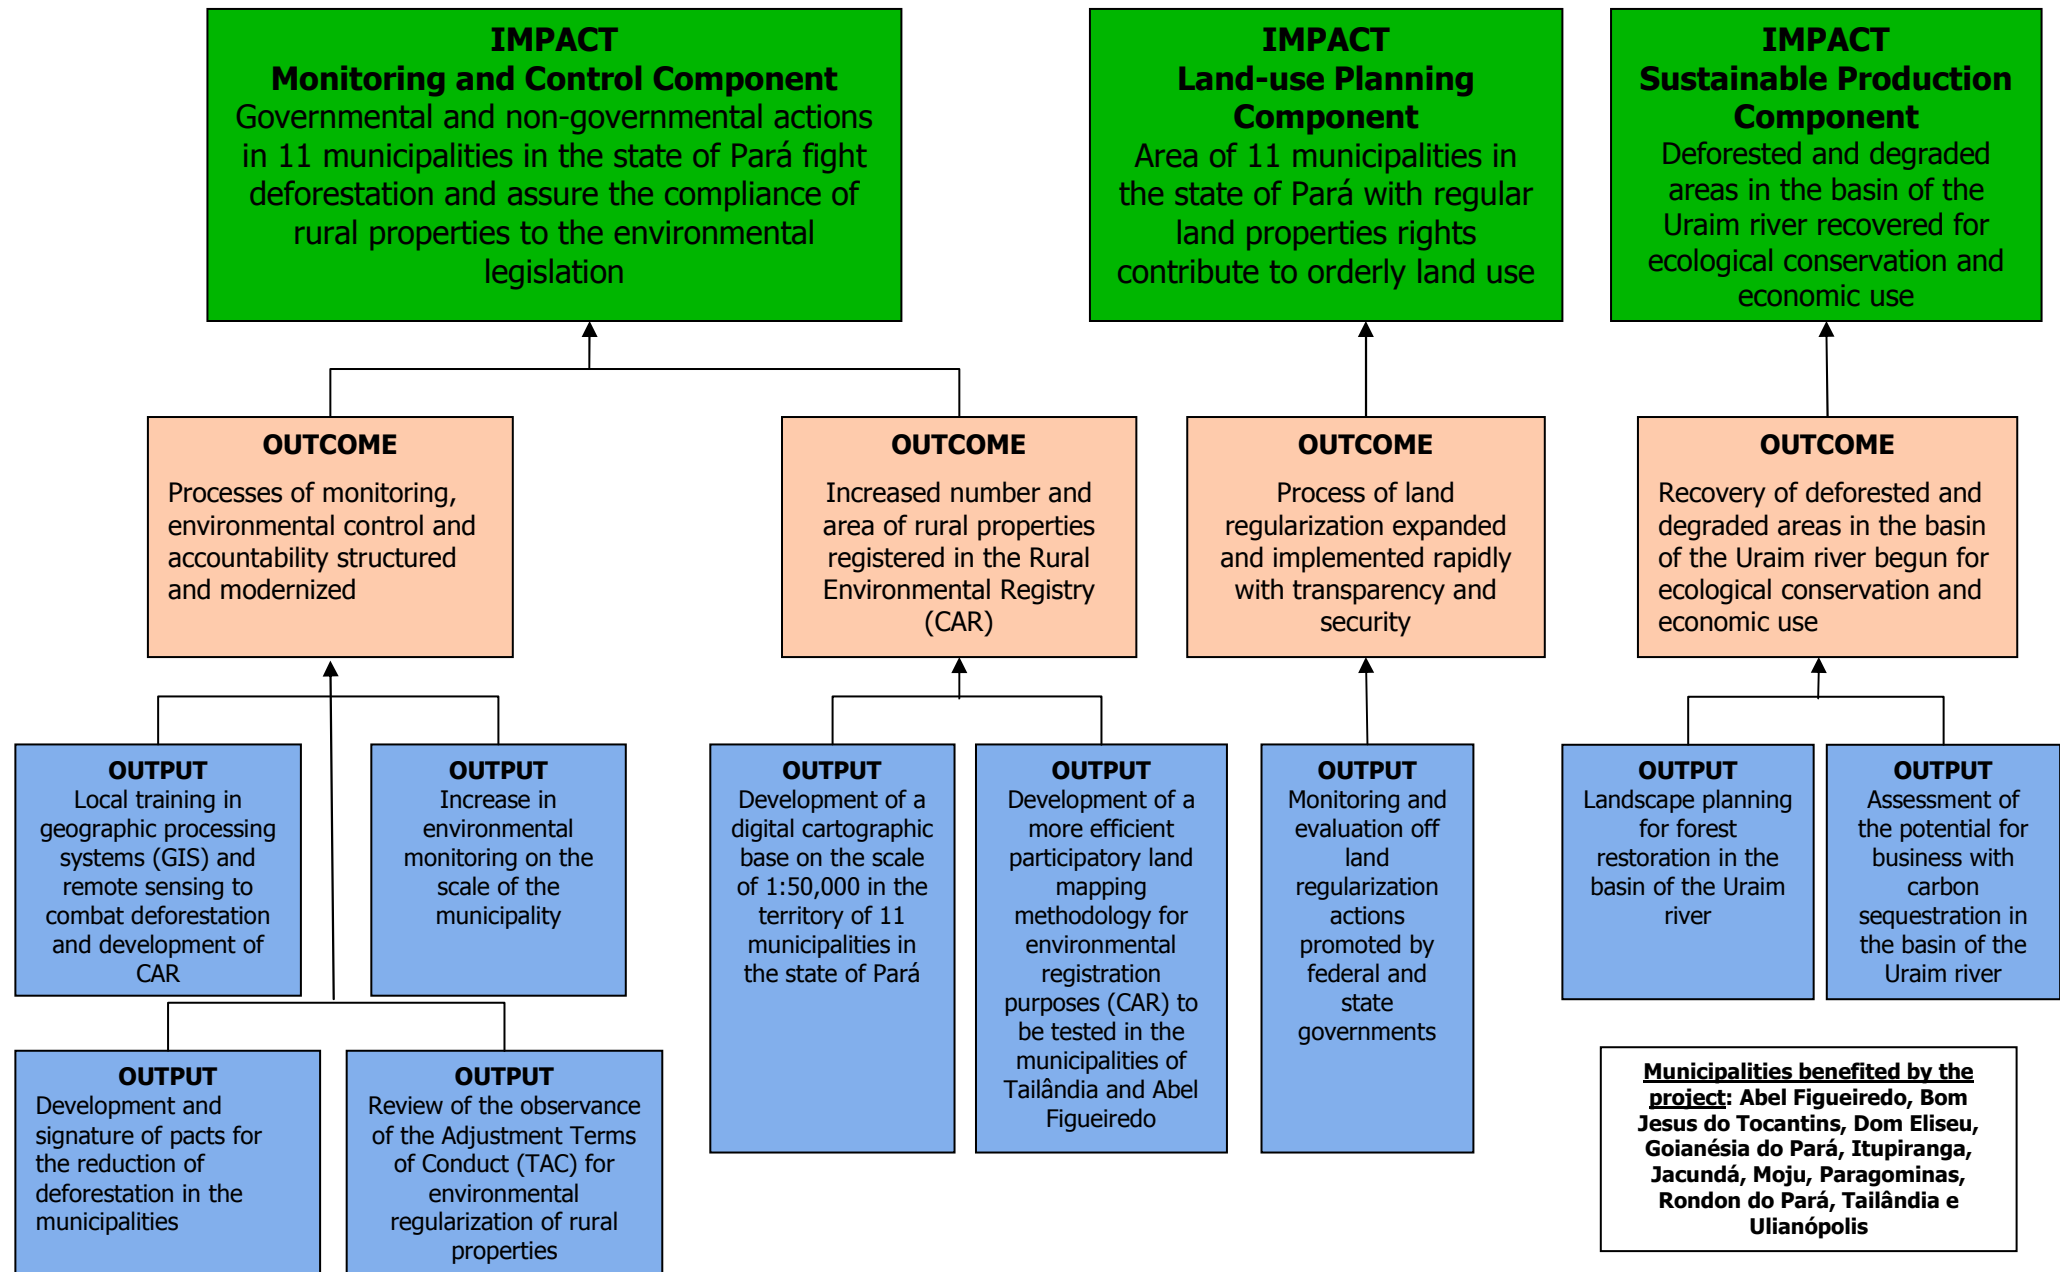 IMPACT
Monitoring and Control Component
Governmental and non-governmental actions
in 11 municipalities in the state of Pará fight
deforestation and assure the compliance of
rural properties to the environmental
legislation
IMPACT
Land-use Planning
Component
Area of 11 municipalities in
the state of Pará with regular
land properties rights
contribute to orderly land use
IMPACT
Sustainable Production
Component
Deforested and degraded
areas in the basin of the
Uraim river recovered for
ecological conservation and
economic use
OUTCOME
Processes of monitoring,
environmental control and
accountability structured
and modernized
OUTCOME
Increased number and
area of rural properties
registered in the Rural
Environmental Registry
(CAR)
OUTCOME
Process of land
regularization expanded
and implemented rapidly
with transparency and
security
OUTCOME
Recovery of deforested and
degraded areas in the basin
of the Uraim river begun for
ecological conservation and
economic use
OUTPUT
Local training in
geographic processing
systems (GIS) and
remote sensing to
combat deforestation
and development of
CAR
OUTPUT
Increase in
environmental
monitoring on the
scale of the
municipality
OUTPUT
Development of a
digital cartographic
base on the scale
of 1:50,000 in the
territory of 11
municipalities in
the state of Pará
OUTPUT
Development of a
more efficient
participatory land
mapping
methodology for
environmental
registration
purposes (CAR) to
be tested in the
municipalities of
Tailândia and Abel
Figueiredo
OUTPUT
Monitoring and
evaluation off
land
regularization
actions
promoted by
federal and
state
governments
OUTPUT
Landscape planning
for forest
restoration in the
basin of the Uraim
river
OUTPUT
Assessment of
the potential for
business with
carbon
sequestration in
the basin of the
Uraim river
OUTPUT
Development and
signature of pacts for
the reduction of
deforestation in the
municipalities
OUTPUT
Review of the observance
of the Adjustment Terms
of Conduct (TAC) for
environmental
regularization of rural
properties
Municipalities benefited by the
project: Abel Figueiredo, Bom
Jesus do Tocantins, Dom Eliseu,
Goianésia do Pará, Itupiranga,
Jacundá, Moju, Paragominas,
Rondon do Pará, Tailândia e
Ulianópolis